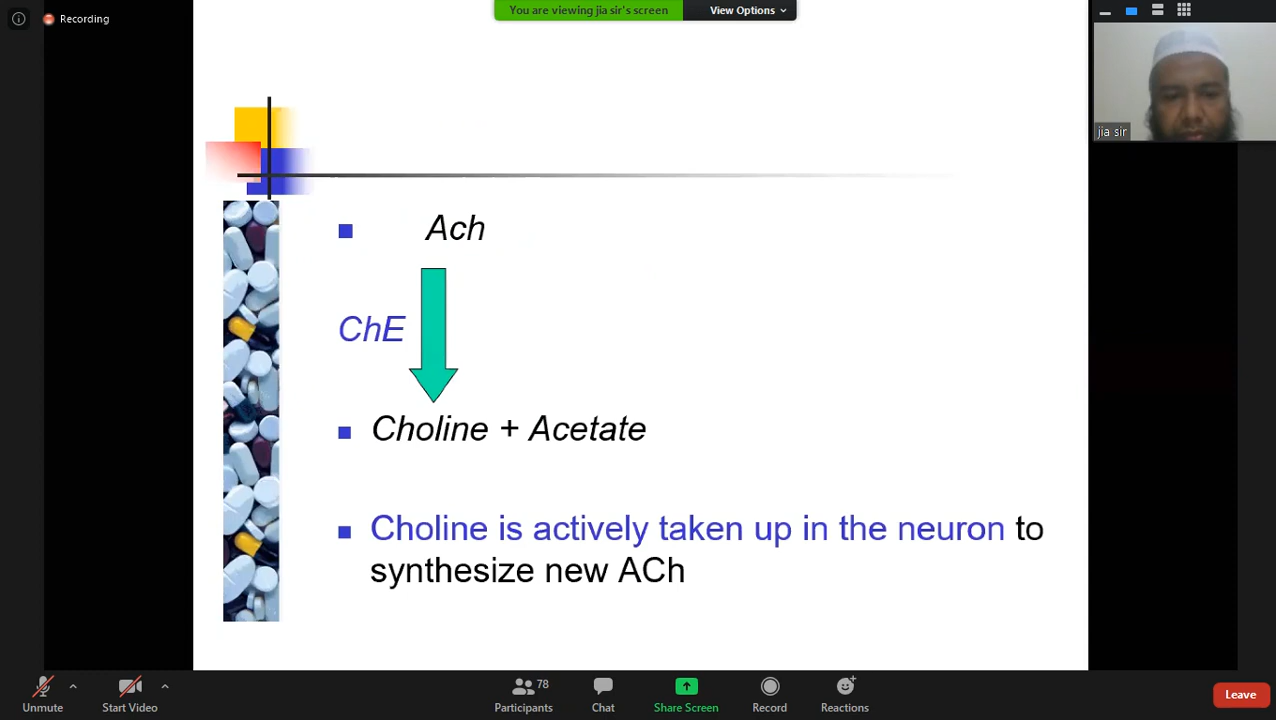 Recording
You are viewing jia sir's screen
View Options
jia sir
Ach
ChE
Choline + Acetate
Choline is actively taken up in the neuron to
synthesize new ACh
Unmute
Start Video
78
Participants
Chat
Share Screen
Record
Reactions
Leave